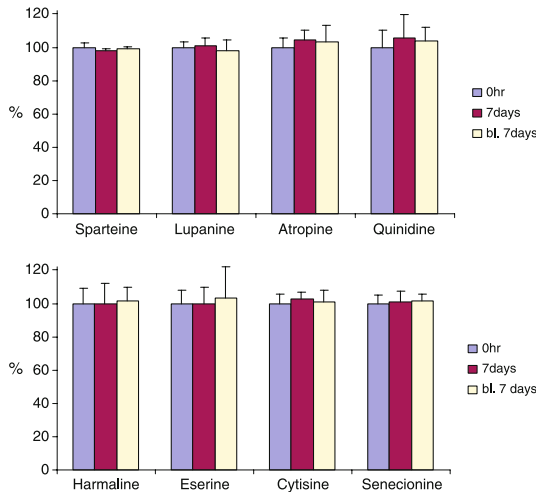 120
100
80
60
40
20
0
%
Sparteine Lupanine Atropine Quinidine
0hr
7days
bl. 7days
120
100
80
60
40
20
0
%
Harmaline Eserine Cytisine Senecionine
0hr
7days
bl. 7 days